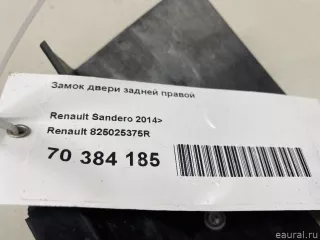 Замок двери задней правой
Renault Sandero 2014>
Renault 825025375R
70 384 185
eaural.ru